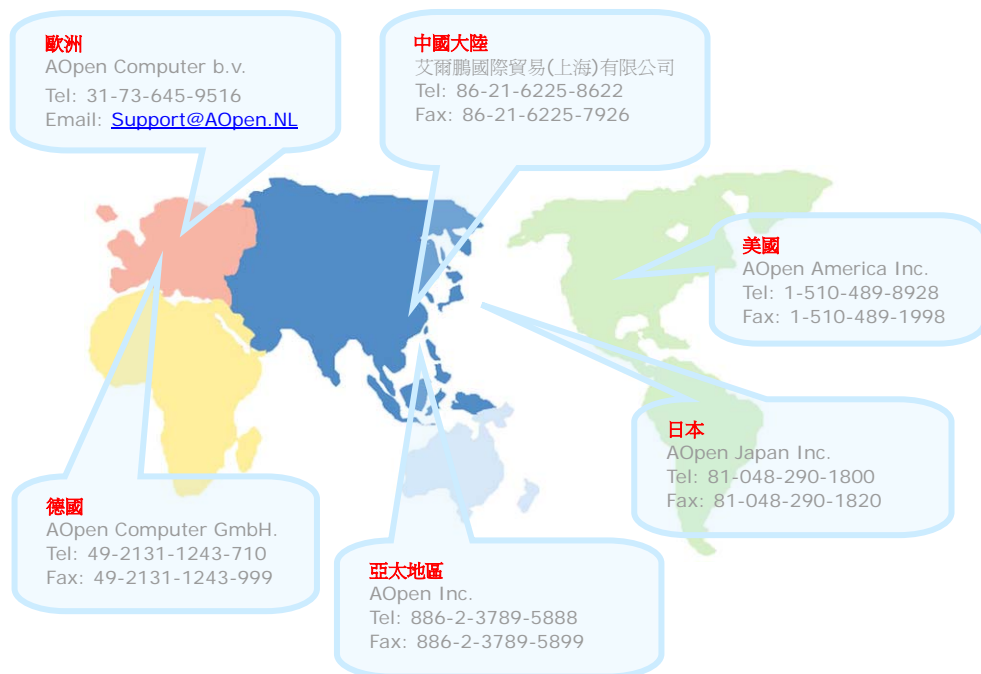 歐洲
AOpen Computer b.v.
Tel: 31-73-645-9516
Email: Support@AOpen.NL
中國大陸
艾爾鵬國際貿易(上海)有限公司
Tel: 86-21-6225-8622
Fax: 86-21-6225-7926
美國
AOpen America Inc.
Tel: 1-510-489-8928
Fax: 1-510-489-1998
日本
AOpen Japan Inc.
Tel: 81-048-290-1800
Fax: 81-048-290-1820
德國
AOpen Computer GmbH.
Tel: 49-2131-1243-710
Fax: 49-2131-1243-999
亞太地區
AOpen Inc.
Tel: 886-2-3789-5888
Fax: 886-2-3789-5899